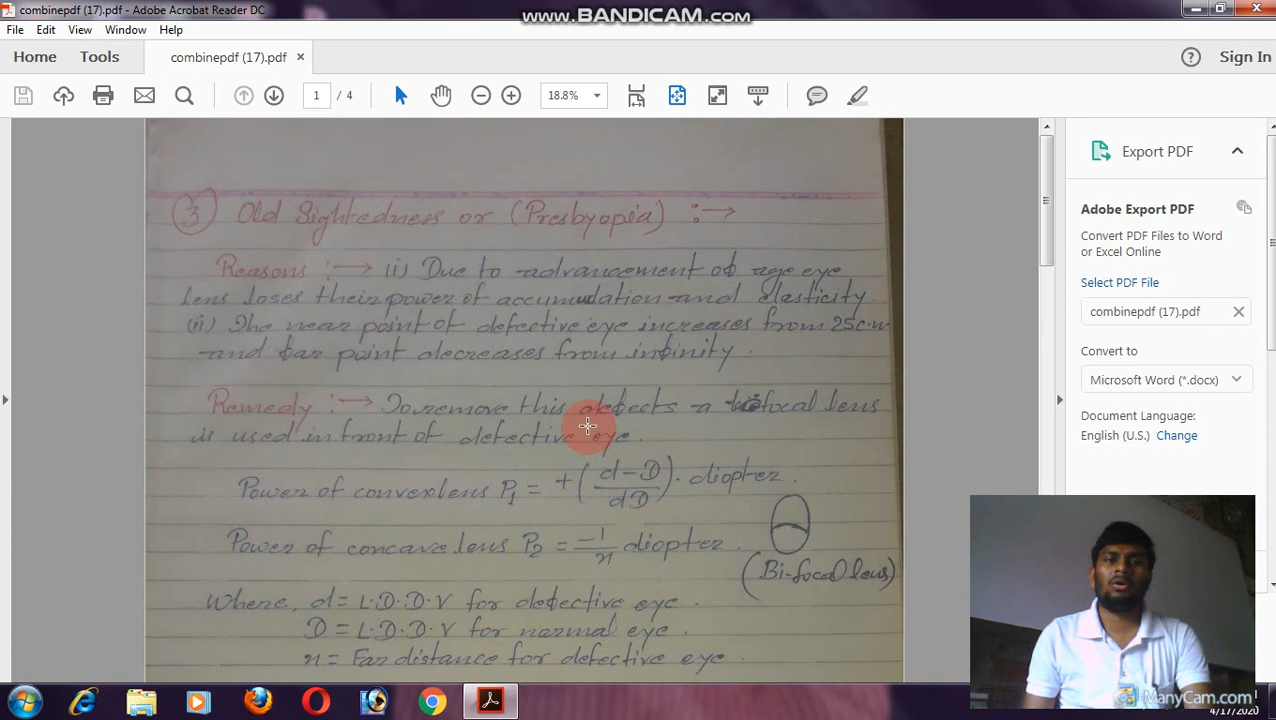 combinepdf (17).pdf - Adobe Acrobat Reader DC
www.BANDICAM.com
File Edit View Window Help
Home Tools combinepdf (17).pdf × Sign In
1 / 4 18.8%
3 Old Sightedness or (Presbyopia) :→
Reasons :→ (ii) Due to advancement of age eye
lens loses their power of accumulation and elasticity.
(ii) The near point of defective eye increases from 25c.m
and far point decreases from infinity.
Remedy :→ To remove this defects a bifocal lens
is used in front of defective eye.
Power of convex lens P₁ = +(d-D/dD). diopter.
Power of concave lens P₂ = -1/x diopter.
(Bi-focal lens)
Where, d = L.D.D.V for defective eye.
D = L.D.D.V for normal eye.
x = Far distance for defective eye.
Export PDF
Adobe Export PDF
Convert PDF Files to Word
or Excel Online
Select PDF File
combinepdf (17).pdf ×
Convert to
Microsoft Word (*.docx)
Document Language:
English (U.S.) Change
ManyCam.com
4/17/2020